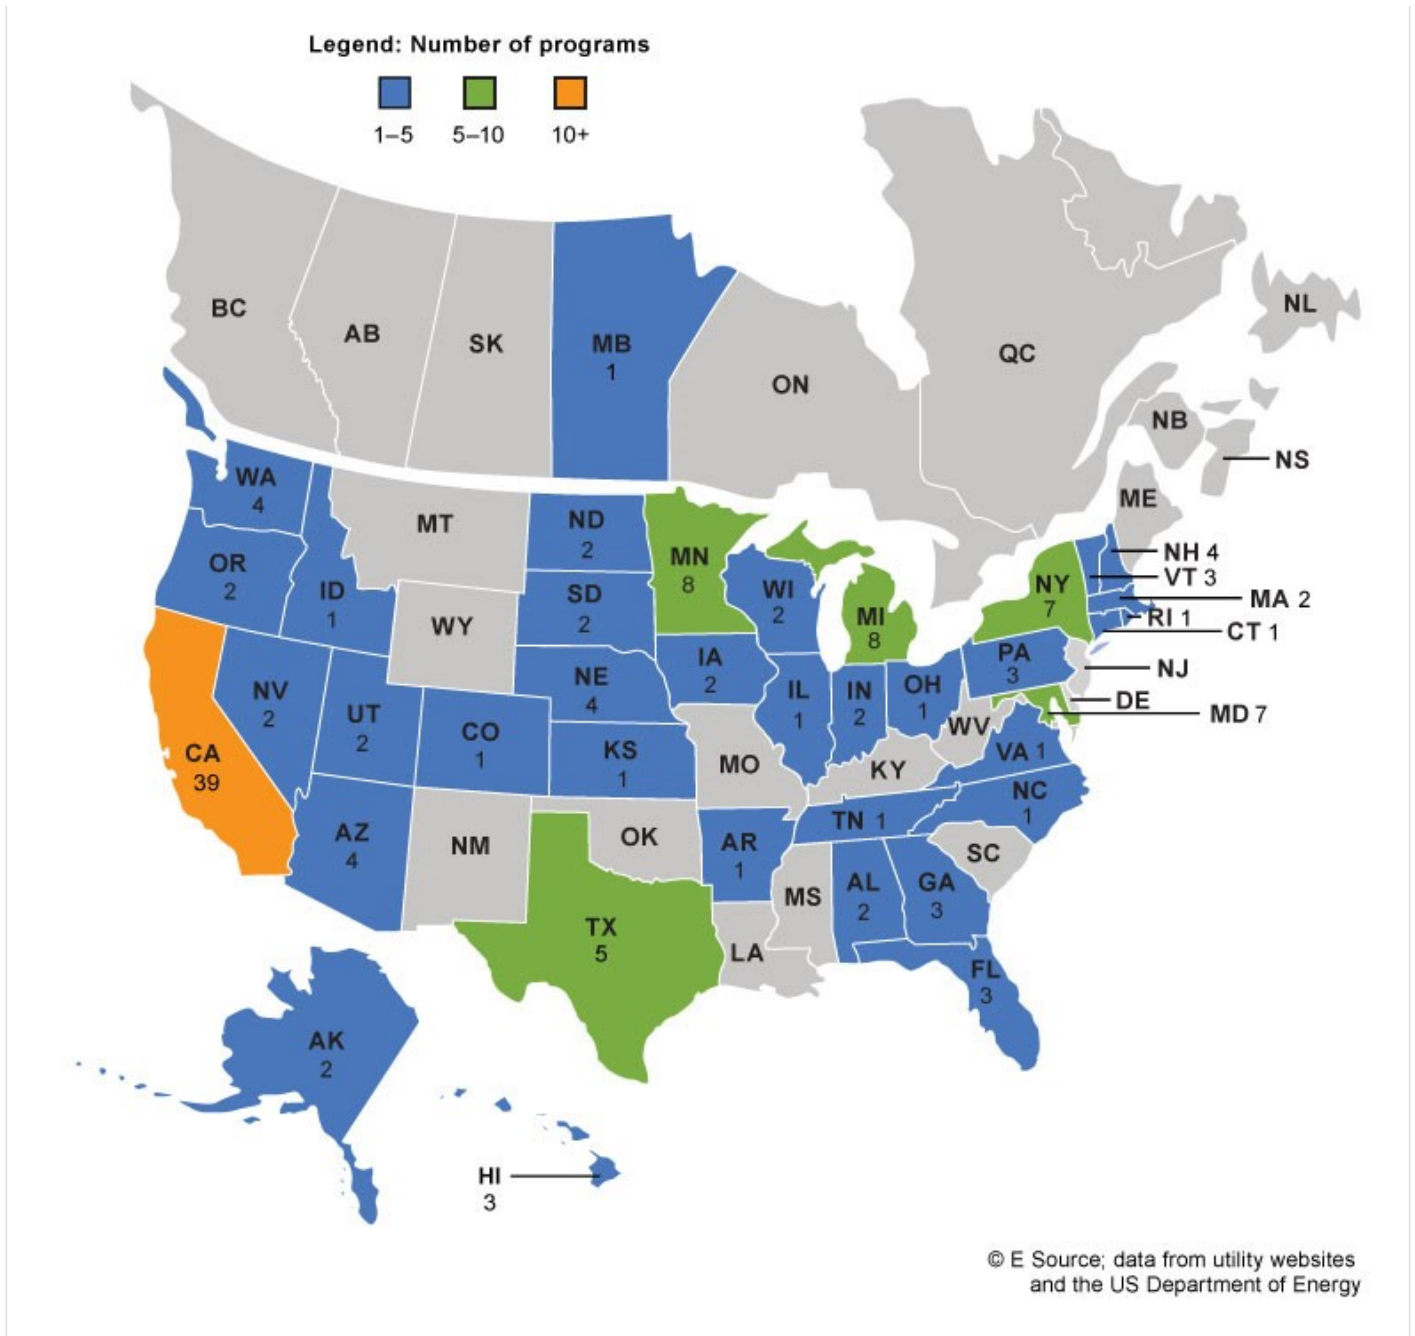 Legend: Number of programs
1–5 5–10 10+
BC
AB
SK
MB
1
ON
QC
NL
NB
NS
WA
4
MT
ND
2
MN
8
ME
OR
2
ID
1
WY
SD
2
WI
2
MI
8
NY
7
NH 4
VT 3
MA 2
RI 1
CT 1
NJ
DE
MD 7
CA
39
NV
2
UT
2
CO
1
NE
4
KS
1
IA
2
MO
IL
1
IN
2
OH
1
PA
3
WV
VA 1
KY
NC
1
TN 1
SC
AZ
4
NM
OK
AR
1
TX
5
LA
MS
AL
2
GA
3
FL
3
AK
2
HI
3
© E Source; data from utility websites
and the US Department of Energy